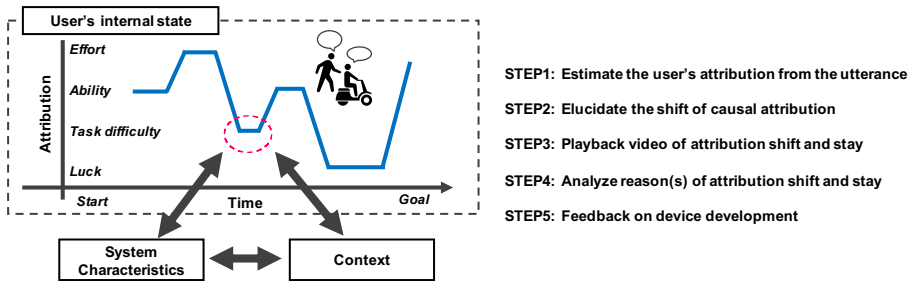 User's internal state
Attribution
Effort
Ability
Task difficulty
Luck
Start
Time
Goal
System
Characteristics
Context
STEP1: Estimate the user's attribution from the utterance
STEP2: Elucidate the shift of causal attribution
STEP3: Playback video of attribution shift and stay
STEP4: Analyze reason(s) of attribution shift and stay
STEP5: Feedback on device development